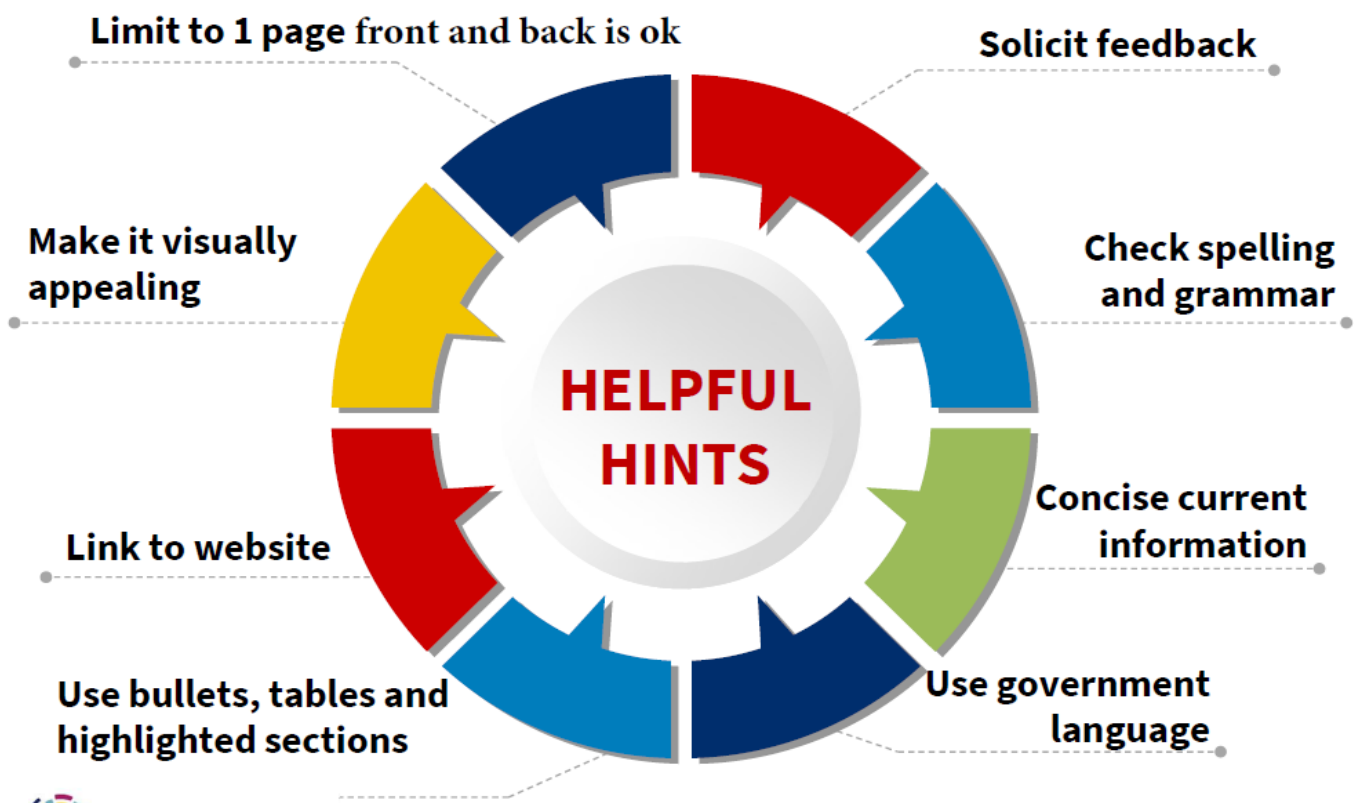 Limit to 1 page front and back is ok
Solicit feedback
Make it visually
appealing
Check spelling
and grammar
HELPFUL
HINTS
Concise current
information
Link to website
Use bullets, tables and
highlighted sections
Use government
language